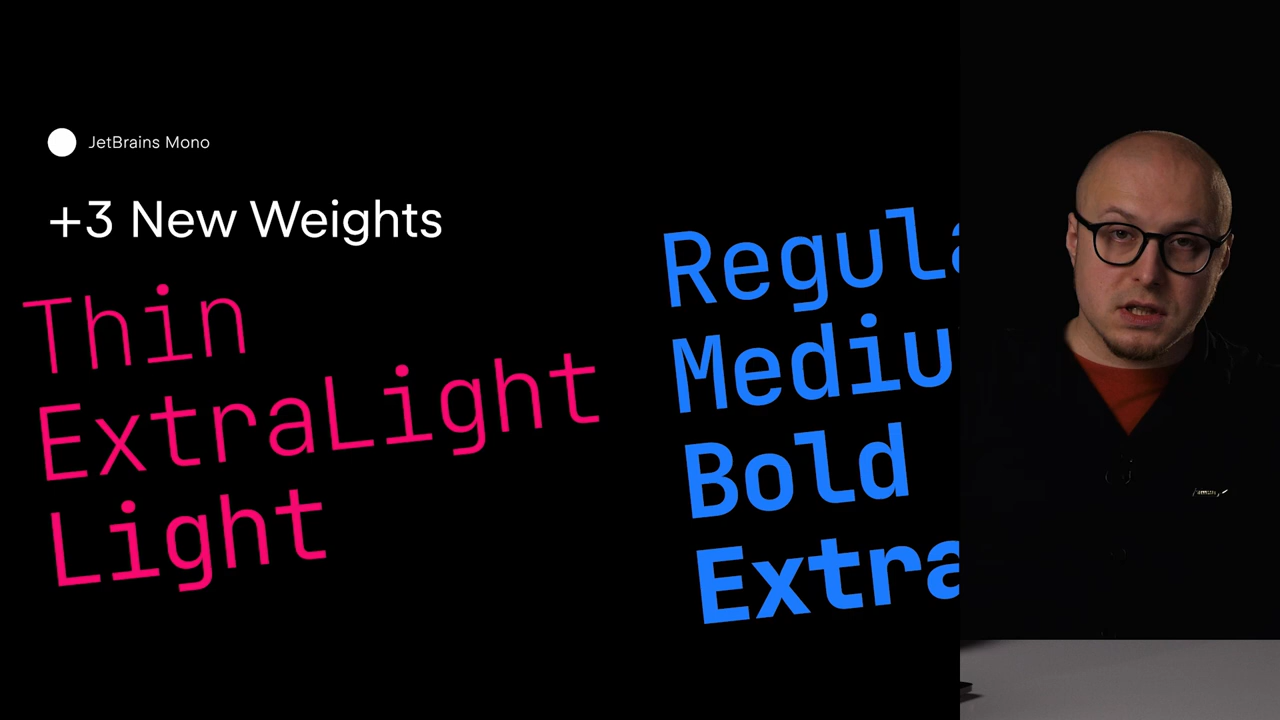 JetBrains Mono
+3 New Weights
Thin
ExtraLight
Light
Regula
Mediu
Bold
Extra